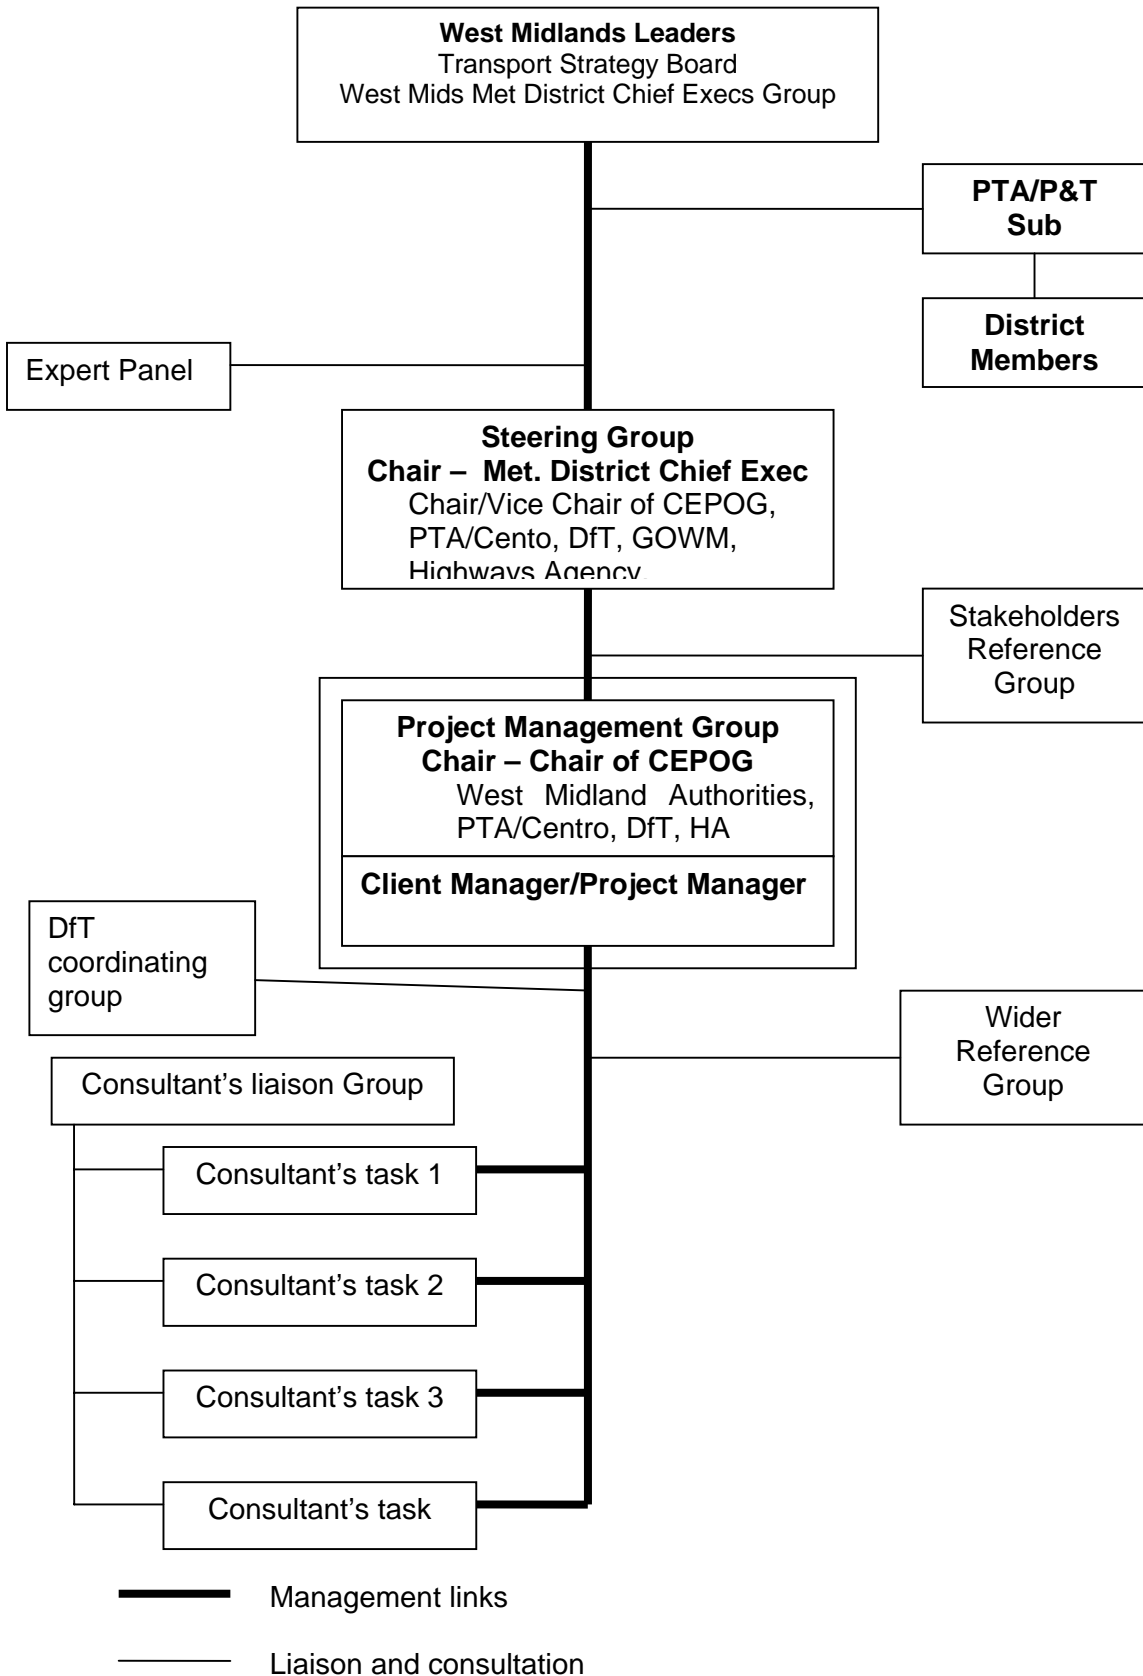 West Midlands Leaders
Transport Strategy Board
West Mids Met District Chief Execs Group
PTA/P&T
Sub
District
Members
Expert Panel
Steering Group
Chair – Met. District Chief Exec
Chair/Vice Chair of CEPOG,
PTA/Cento, DfT, GOWM,
Highways Agency.
Stakeholders
Reference
Group
Project Management Group
Chair – Chair of CEPOG
West Midland Authorities,
PTA/Centro, DfT, HA
Client Manager/Project Manager
DfT
coordinating
group
Wider
Reference
Group
Consultant’s liaison Group
Consultant’s task 1
Consultant’s task 2
Consultant’s task 3
Consultant’s task
Management links
Liaison and consultation